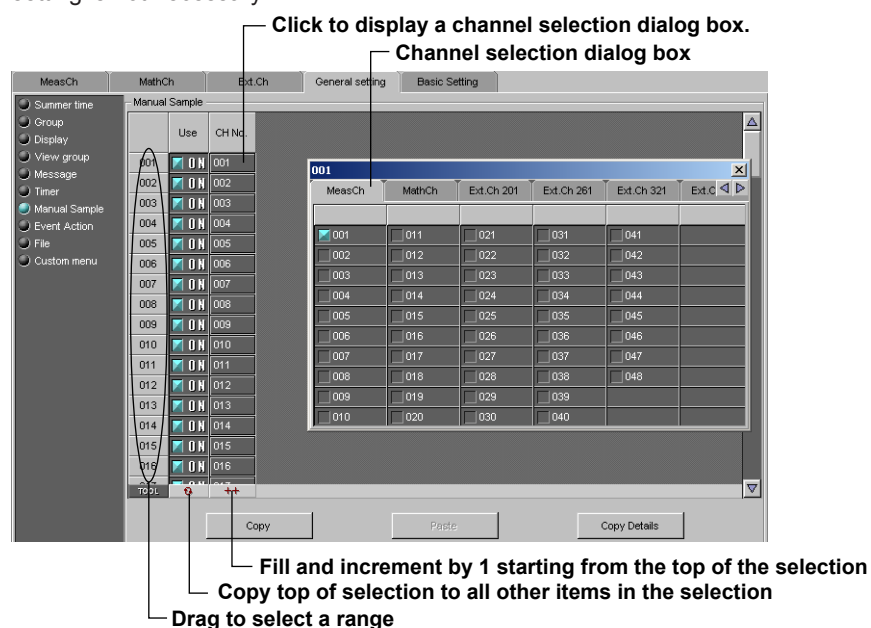 Click to display a channel selection dialog box.
Channel selection dialog box
MeasCh MathCh Ext.Ch General setting Basic Setting
Summer time
Group
Display
View group
Message
Timer
Manual Sample
Event Action
File
Custom menu
Manual Sample
Use CH No.
001 ON 001
002 ON 002
003 ON 003
004 ON 004
005 ON 005
006 ON 006
007 ON 007
008 ON 008
009 ON 009
010 ON 010
011 ON 011
012 ON 012
013 ON 013
014 ON 014
015 ON 015
016 ON 016
TOOL
001
MeasCh MathCh Ext.Ch 201 Ext.Ch 261 Ext.Ch 321 Ext.C
001 011 021 031 041
002 012 022 032 042
003 013 023 033 043
004 014 024 034 044
005 015 025 035 045
006 016 026 036 046
007 017 027 037 047
008 018 028 038 048
009 019 029 039
010 020 030 040
Copy Paste Copy Details
Fill and increment by 1 starting from the top of the selection
Copy top of selection to all other items in the selection
Drag to select a range